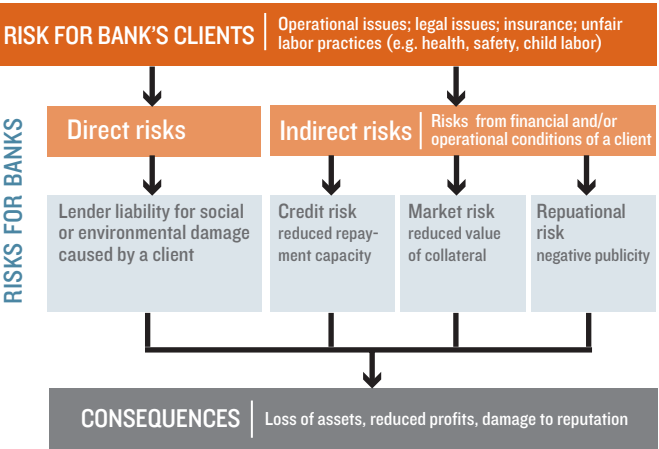 RISK FOR BANK'S CLIENTS
Operational issues; legal issues; insurance; unfair
labor practices (e.g. health, safety, child labor)
RISKS FOR BANKS
Direct risks
Indirect risks
Risks from financial and/or
operational conditions of a client
Lender liability for social
or environmental damage
caused by a client
Credit risk
reduced repay-
ment capacity
Market risk
reduced value
of collateral
Repuational
risk
negative publicity
CONSEQUENCES
Loss of assets, reduced profits, damage to reputation